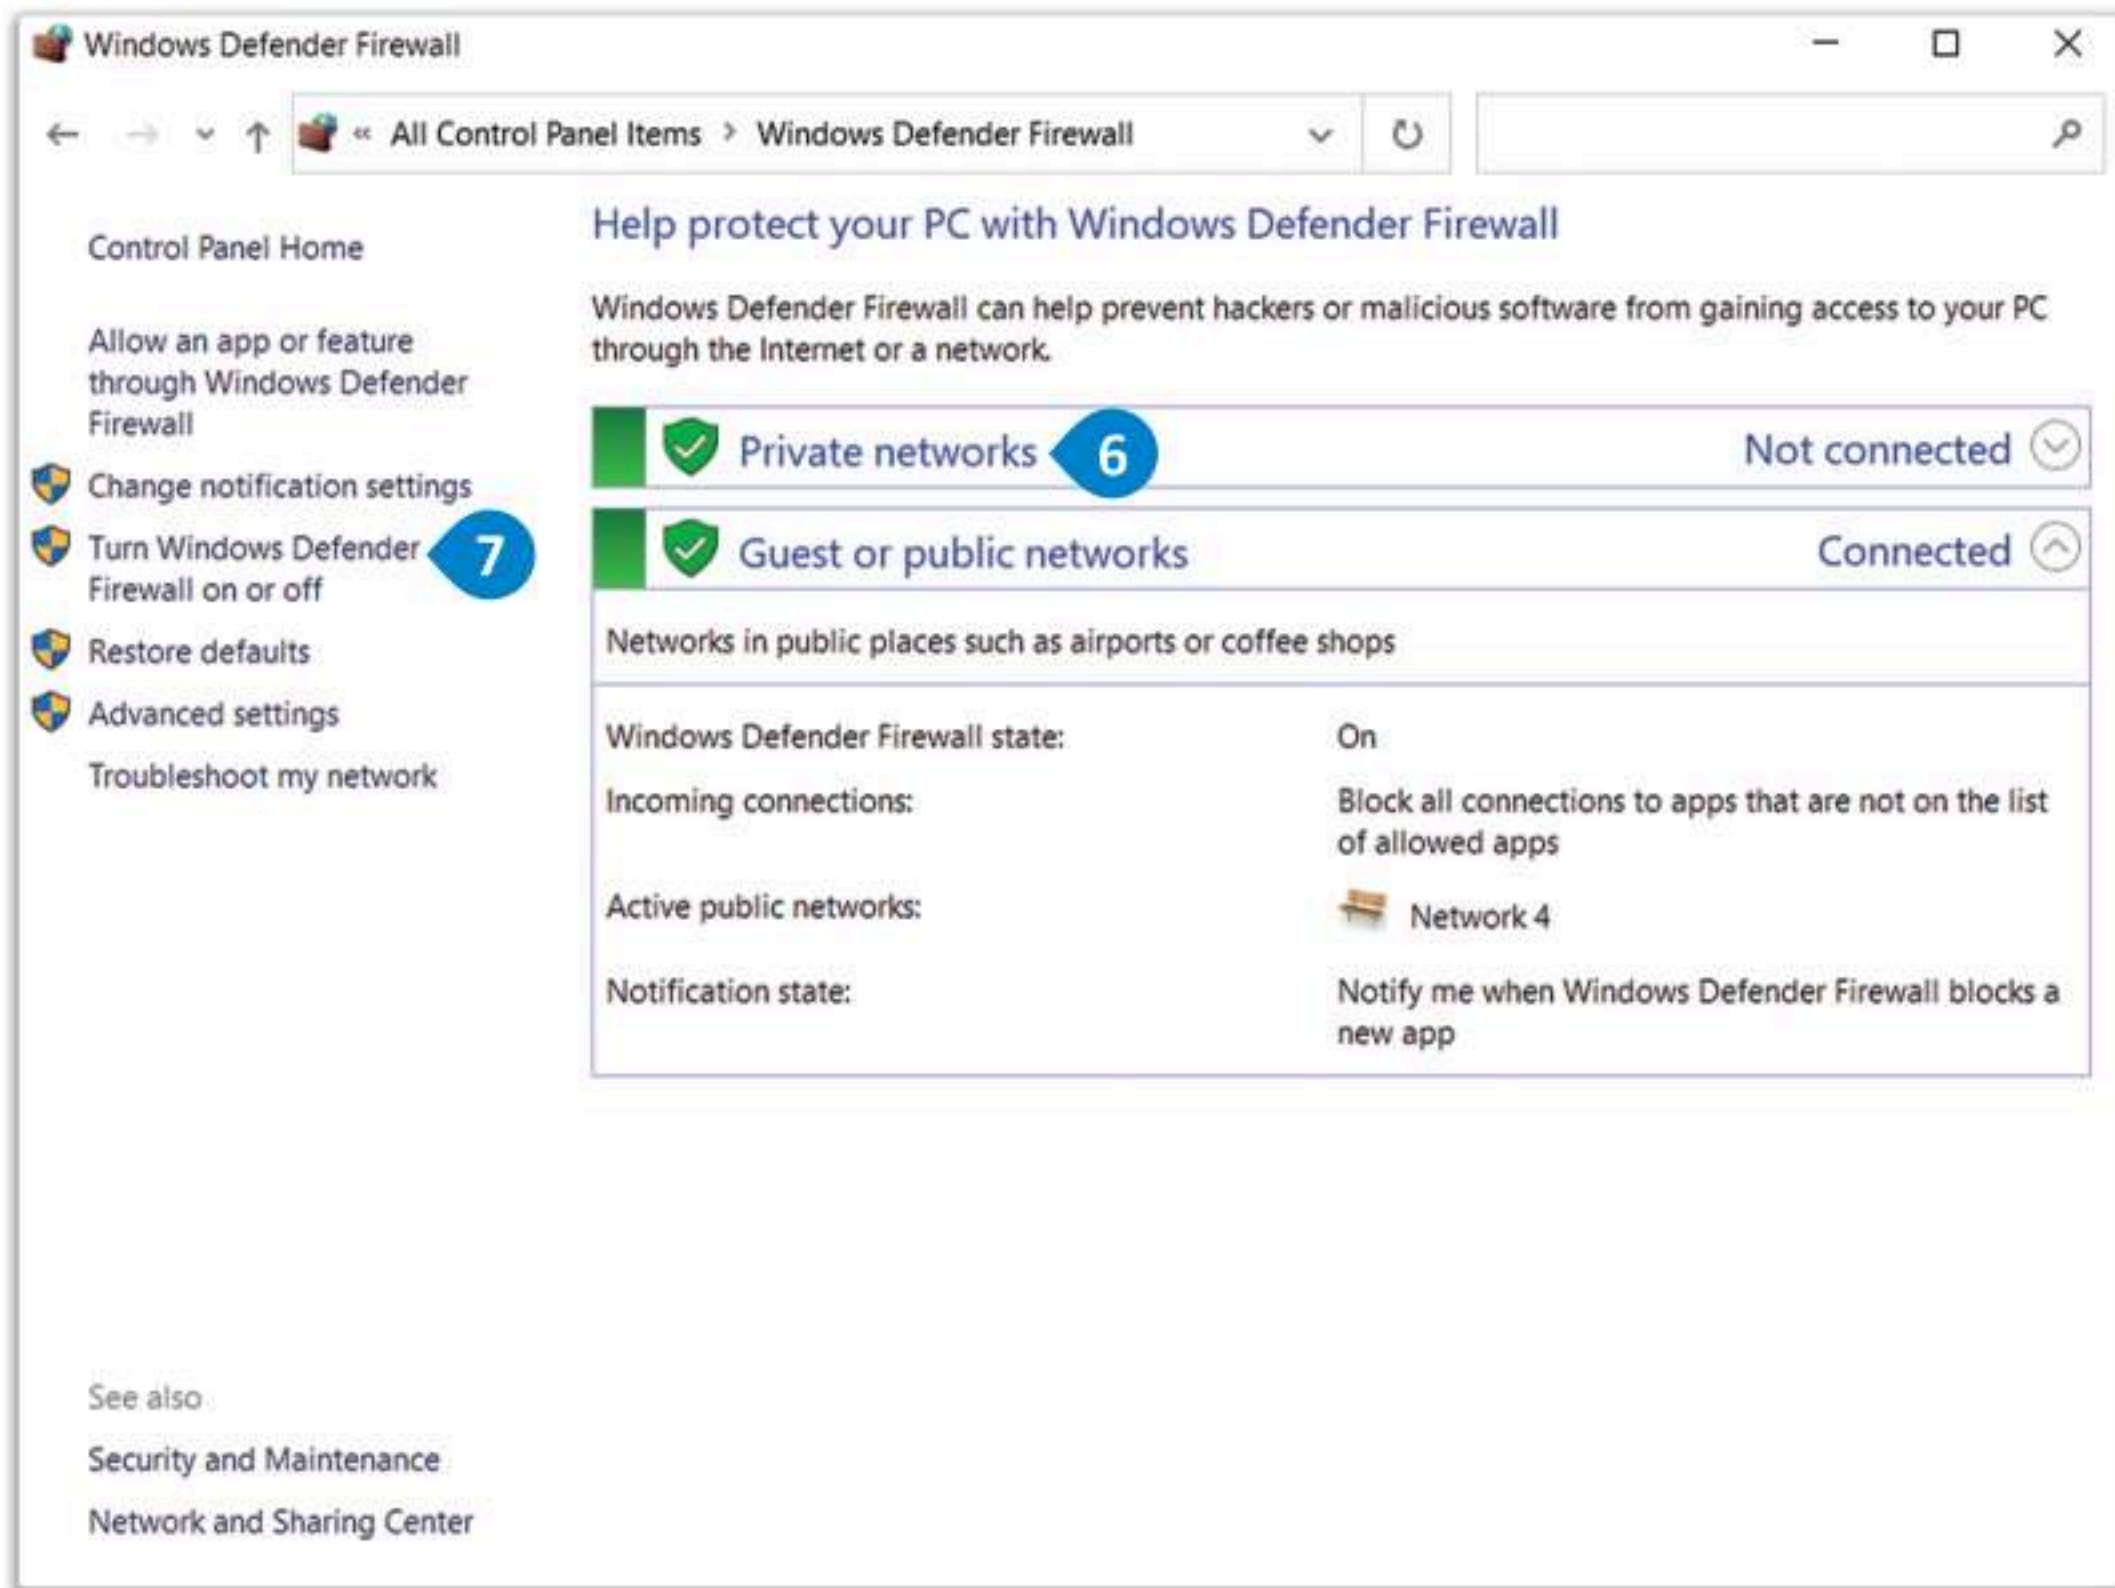 Windows Defender Firewall
« All Control Panel Items > Windows Defender Firewall
Control Panel Home
Allow an app or feature
through Windows Defender
Firewall
Change notification settings
Turn Windows Defender 7
Firewall on or off
Restore defaults
Advanced settings
Troubleshoot my network
See also
Security and Maintenance
Network and Sharing Center
Help protect your PC with Windows Defender Firewall
Windows Defender Firewall can help prevent hackers or malicious software from gaining access to your PC
through the Internet or a network.
Private networks 6 Not connected
Guest or public networks Connected
Networks in public places such as airports or coffee shops
Windows Defender Firewall state: On
Incoming connections: Block all connections to apps that are not on the list
of allowed apps
Active public networks: Network 4
Notification state: Notify me when Windows Defender Firewall blocks a
new app